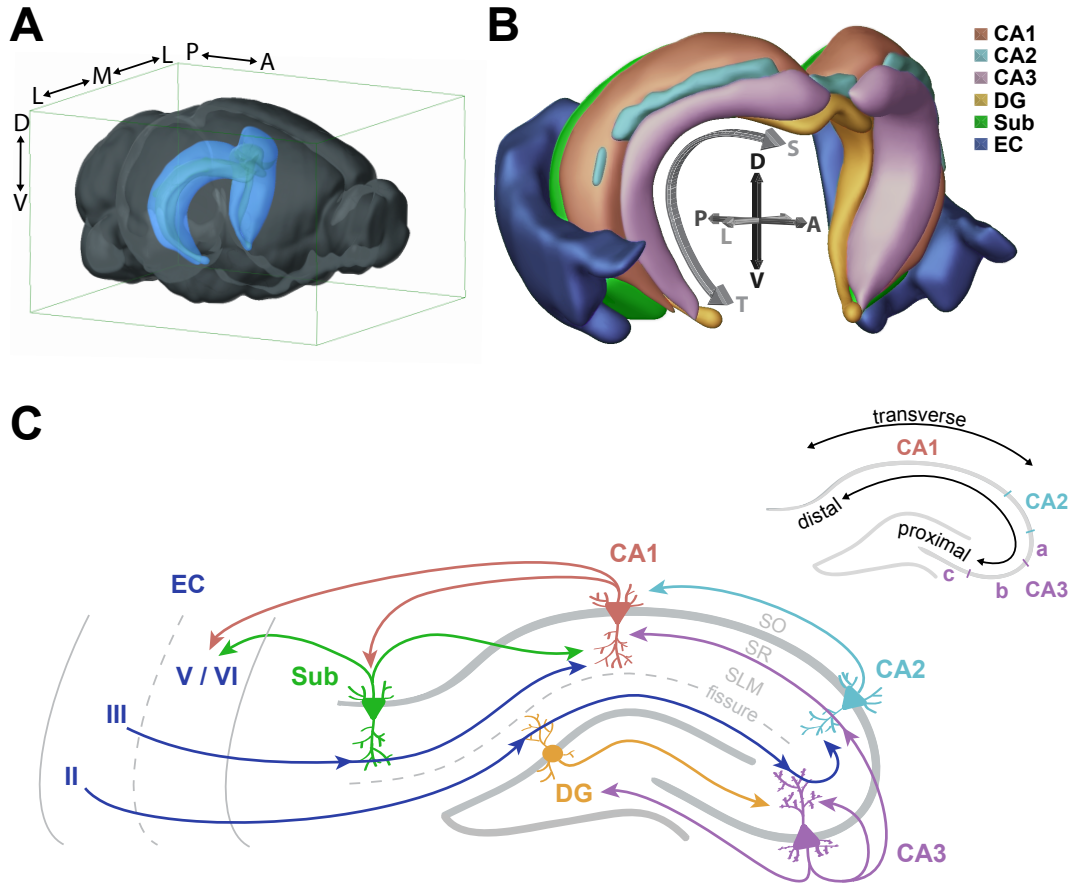 A
L
M
L
P
A
D
V
B
CA1
CA2
CA3
DG
Sub
EC
S
D
P
L
A
V
T
C
transverse
CA1
distal
CA2
proximal
a
c
b
CA3
CA1
EC
SO
SR
V / VI
Sub
SLM
CA2
fissure
III
II
DG
CA3